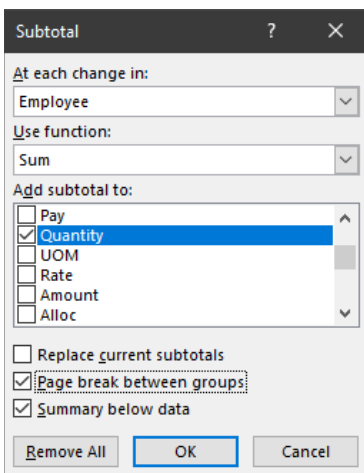 Subtotal ? ×
At each change in:
Employee
Use function:
Sum
Add subtotal to:
Pay
Quantity
UOM
Rate
Amount
Alloc
Replace current subtotals
Page break between groups
Summary below data
Remove All OK Cancel